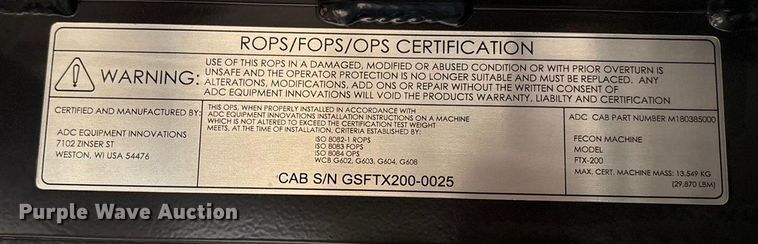 ROPS/FOPS/OPS CERTIFICATION
WARNING:
USE OF THIS ROPS IN A DAMAGED, MODIFIED OR ABUSED CONDITION OR WITH PRIOR OVERTURN IS
UNSAFE AND THE OPERATOR PROTECTION IS NO LONGER SUITABLE AND MUST BE REPLACED. ANY
ALTERATIONS, MODIFICATIONS, ADD ONS OR REPAIR WITHOUT THE WRITTEN CONSENT OF
ADC EQUIPMENT INNOVATIONS WILL VOID THE PRODUCTS WARRANTY, LIABILTY AND CERTIFICATION
CERTIFIED AND MANUFACTURED BY:
ADC EQUIPMENT INNOVATIONS
7102 ZINSER ST
WESTON, WI USA 54476
THIS OPS, WHEN PROPERLY INSTALLED IN ACCORDANCE WITH
ADC EQUIPMENT INNOVATIONS INSTALLATION INSTRUCTIONS ON A MACHINE
WHICH IS NOT ALTERED TO EXCEED THE CERTIFICATION TEST WEIGHT
MEETS, AT THE TIME OF INSTALLATION, CRITERIA ESTABLISHED BY:
ISO 8082-1 ROPS
ISO 8083 FOPS
ISO 8084 OPS
WCB G602, G603, G604, G608
CAB S/N GSFTX200-0025
ADC CAB PART NUMBER M180385000
FECON MACHINE
MODEL
FTX-200
MAX. CERT. MACHINE MASS: 13,549 KG
(29,870 LBM)
Purple Wave Auction